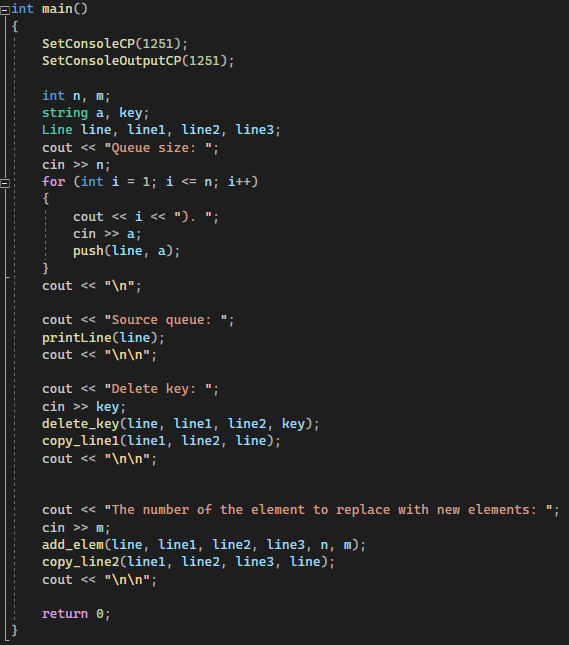 int main()
{
    SetConsoleCP(1251);
    SetConsoleOutputCP(1251);

    int n, m;
    string a, key;
    Line line, line1, line2, line3;
    cout << "Queue size: ";
    cin >> n;
    for (int i = 1; i <= n; i++)
    {
        cout << i << "). ";
        cin >> a;
        push(line, a);
    }
    cout << "\n";

    cout << "Source queue: ";
    printLine(line);
    cout << "\n\n";

    cout << "Delete key: ";
    cin >> key;
    delete_key(line, line1, line2, key);
    copy_line1(line1, line2, line);
    cout << "\n\n";


    cout << "The number of the element to replace with new elements: ";
    cin >> m;
    add_elem(line, line1, line2, line3, n, m);
    copy_line2(line1, line2, line3, line);
    cout << "\n\n";

    return 0;
}